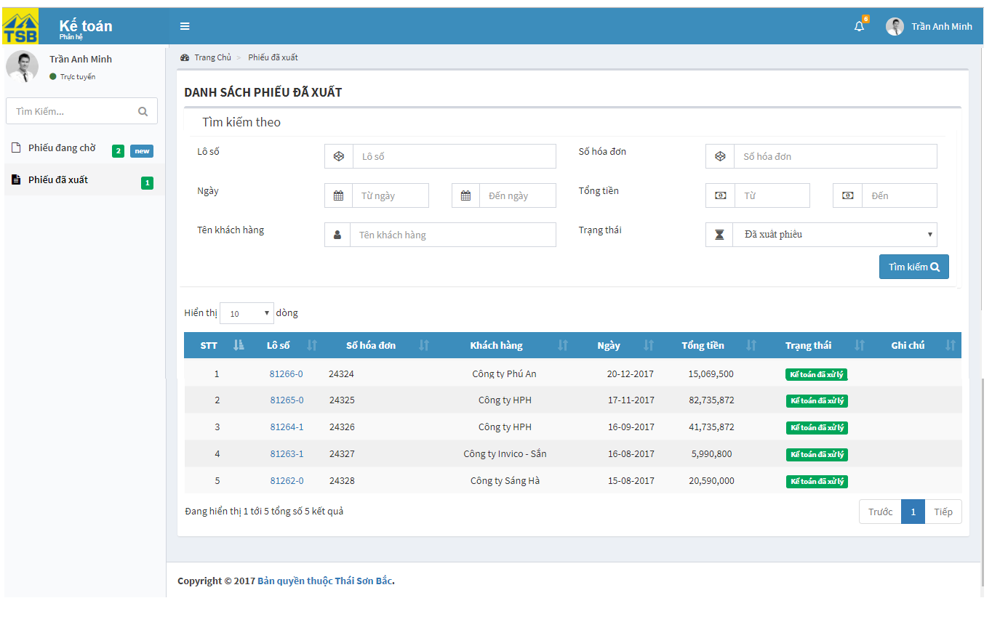 TSB
Kế toán
Phân hệ
6
Trần Anh Minh
Trần Anh Minh
Trực tuyến
Tìm Kiếm...
Phiếu đang chờ 2 new
Phiếu đã xuất 1
Trang Chủ > Phiếu đã xuất
DANH SÁCH PHIẾU ĐÃ XUẤT
Tìm kiếm theo
Lô số Lô số Số hóa đơn Số hóa đơn
Ngày Từ ngày Đến ngày Tổng tiền Từ Đến
Tên khách hàng Tên khách hàng Trạng thái Đã xuất phiếu
Tìm kiếm
Hiển thị 10 dòng
STT Lô số Số hóa đơn Khách hàng Ngày Tổng tiền Trạng thái Ghi chú
1 81266-0 24324 Công ty Phú An 20-12-2017 15,069,500 Kế toán đã xử lý
2 81265-0 24325 Công ty HPH 17-11-2017 82,735,872 Kế toán đã xử lý
3 81264-1 24326 Công ty HPH 16-09-2017 41,735,872 Kế toán đã xử lý
4 81263-1 24327 Công ty Invico - Sắn 16-08-2017 5,990,800 Kế toán đã xử lý
5 81262-0 24328 Công ty Sáng Hà 15-08-2017 20,590,000 Kế toán đã xử lý
Đang hiển thị 1 tới 5 tổng số 5 kết quả
Trước 1 Tiếp
Copyright © 2017 Bản quyền thuộc Thái Sơn Bắc.